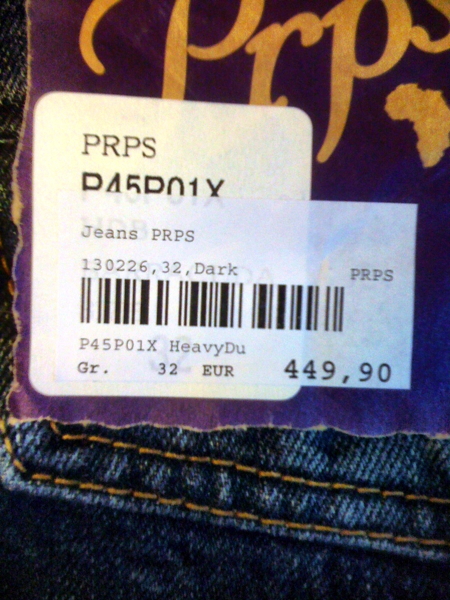 Prps
PRPS
P45P01X
Jeans PRPS
130226,32,Dark PRPS
P45P01X HeavyDu
Gr. 32 EUR 449,90